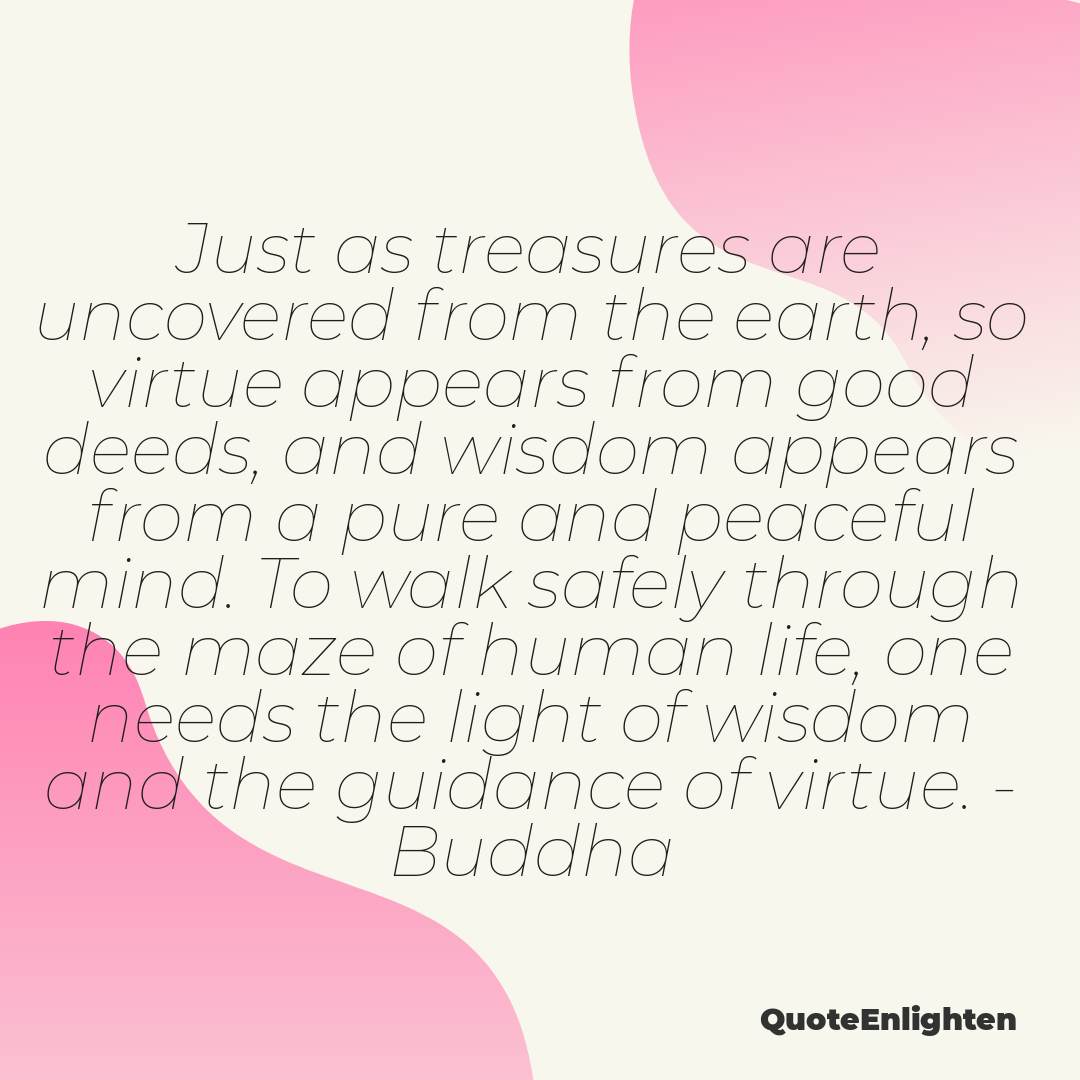 Just as treasures are
uncovered from the earth, so
virtue appears from good
deeds, and wisdom appears
from a pure and peaceful
mind. To walk safely through
the maze of human life, one
needs the light of wisdom
and the guidance of virtue. -
Buddha
QuoteEnlighten